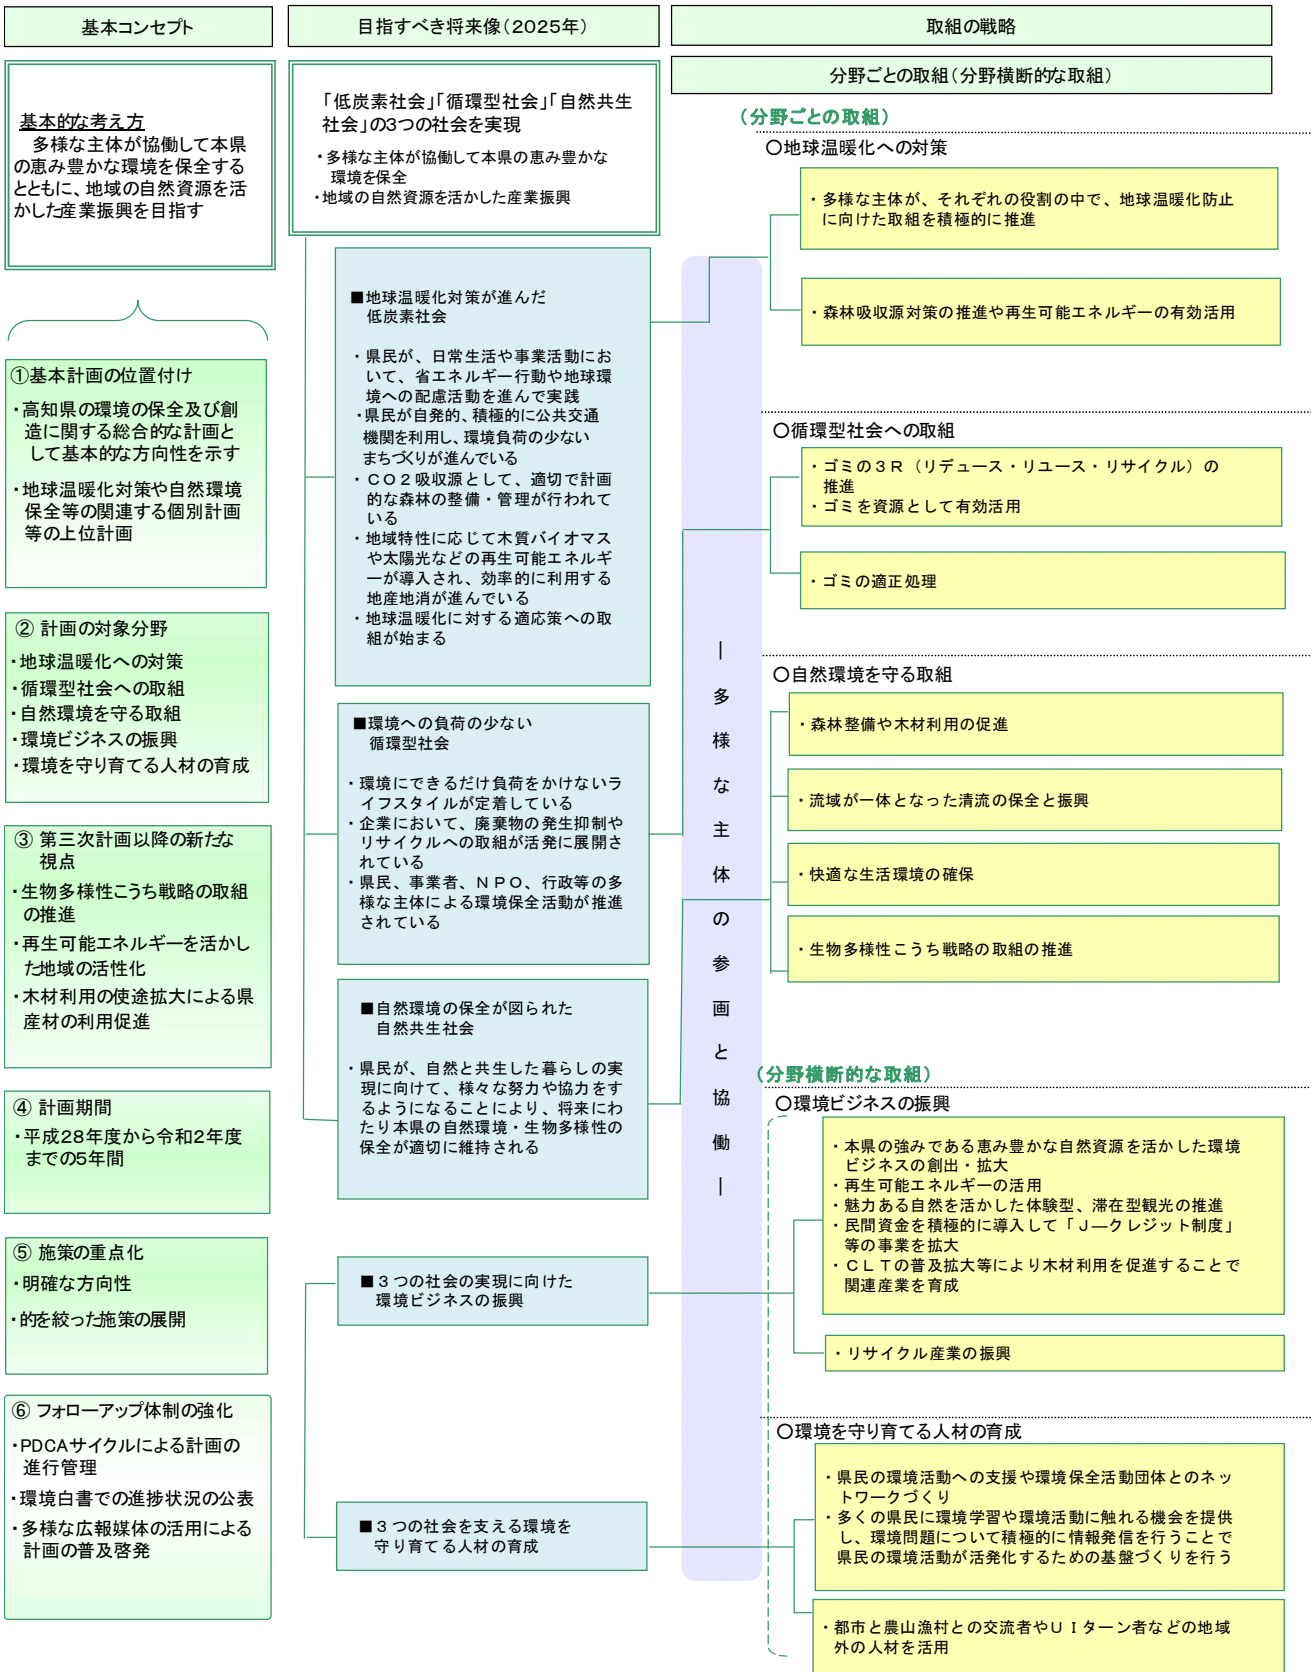 基本コンセプト
基本的な考え方
多様な主体が協働して本県
の恵み豊かな環境を保全する
とともに、地域の自然資源を活
かした産業振興を目指す
①基本計画の位置付け
・高知県の環境の保全及び創
造に関する総合的な計画と
して基本的な方向性を示す
・地球温暖化対策や自然環境
保全等の関連する個別計画
等の上位計画
② 計画の対象分野
・地球温暖化への対策
・循環型社会への取組
・自然環境を守る取組
・環境ビジネスの振興
・環境を守り育てる人材の育成
③ 第三次計画以降の新たな
視点
・生物多様性こうち戦略の取組
の推進
・再生可能エネルギーを活かし
た地域の活性化
・木材利用の使途拡大による県
産材の利用促進
④ 計画期間
・平成28年度から令和2年度
までの5年間
⑤ 施策の重点化
・明確な方向性
・的を絞った施策の展開
⑥ フォローアップ体制の強化
・PDCAサイクルによる計画の
進行管理
・環境白書での進捗状況の公表
・多様な広報媒体の活用による
計画の普及啓発
目指すべき将来像(2025年)
「低炭素社会」「循環型社会」「自然共生
社会」の3つの社会を実現
・多様な主体が協働して本県の恵み豊かな
環境を保全
・地域の自然資源を活かした産業振興
■地球温暖化対策が進んだ
低炭素社会
・県民が、日常生活や事業活動にお
いて、省エネルギー行動や地球環
境への配慮活動を進んで実践
・県民が自発的、積極的に公共交通
機関を利用し、環境負荷の少ない
まちづくりが進んでいる
・CO2吸収源として、適切で計画
的な森林の整備・管理が行われて
いる
・地域特性に応じて木質バイオマス
や太陽光などの再生可能エネルギ
ーが導入され、効率的に利用する
地産地消が進んでいる
・地球温暖化に対する適応策への取
組が始まる
■環境への負荷の少ない
循環型社会
・環境にできるだけ負荷をかけないラ
イフスタイルが定着している
・企業において、廃棄物の発生抑制や
リサイクルへの取組が活発に展開さ
れている
・県民、事業者、NPO、行政等の多
様な主体による環境保全活動が推進
されている
■自然環境の保全が図られた
自然共生社会
・県民が、自然と共生した暮らしの実
現に向けて、様々な努力や協力をす
るようになることにより、将来にわ
たり本県の自然環境・生物多様性の
保全が適切に維持される
■3つの社会の実現に向けた
環境ビジネスの振興
■3つの社会を支える環境を
守り育てる人材の育成
―多様な主体の参画と協働―
取組の戦略
分野ごとの取組(分野横断的な取組)
(分野ごとの取組)
○地球温暖化への対策
・多様な主体が、それぞれの役割の中で、地球温暖化防止
に向けた取組を積極的に推進
・森林吸収源対策の推進や再生可能エネルギーの有効活用
○循環型社会への取組
・ゴミの3R(リデュース・リユース・リサイクル)の
推進
・ゴミを資源として有効活用
・ゴミの適正処理
○自然環境を守る取組
・森林整備や木材利用の促進
・流域が一体となった清流の保全と振興
・快適な生活環境の確保
・生物多様性こうち戦略の取組の推進
(分野横断的な取組)
○環境ビジネスの振興
・本県の強みである恵み豊かな自然資源を活かした環境
ビジネスの創出・拡大
・再生可能エネルギーの活用
・魅力ある自然を活かした体験型、滞在型観光の推進
・民間資金を積極的に導入して「J―クレジット制度」
等の事業を拡大
・CLTの普及拡大等により木材利用を促進することで
関連産業を育成
・リサイクル産業の振興
○環境を守り育てる人材の育成
・県民の環境活動への支援や環境保全活動団体とのネッ
トワークづくり
・多くの県民に環境学習や環境活動に触れる機会を提供
し、環境問題について積極的に情報発信を行うことで
県民の環境活動が活発化するための基盤づくりを行う
・都市と農山漁村との交流者やUIターン者などの地域
外の人材を活用